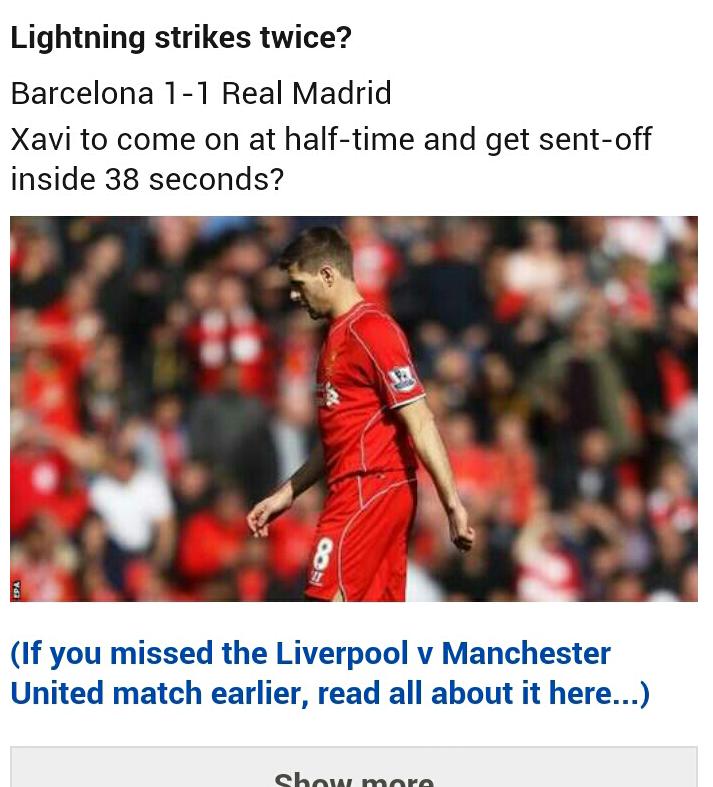 Lightning strikes twice?
Barcelona 1-1 Real Madrid
Xavi to come on at half-time and get sent-off
inside 38 seconds?
8
EPA
(If you missed the Liverpool v Manchester
United match earlier, read all about it here...)
Show more